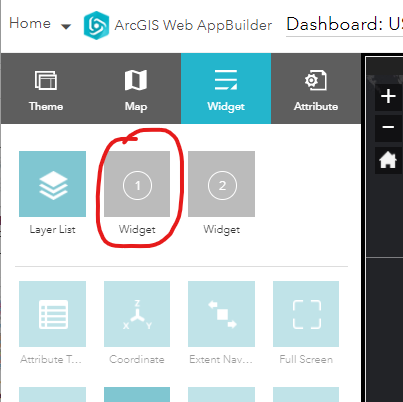 Home ArcGIS Web AppBuilder Dashboard: U
Theme Map Widget Attribute
1 2
Layer List Widget Widget
Z
X Y
Attribute T... Coordinate Extent Nav... Full Screen